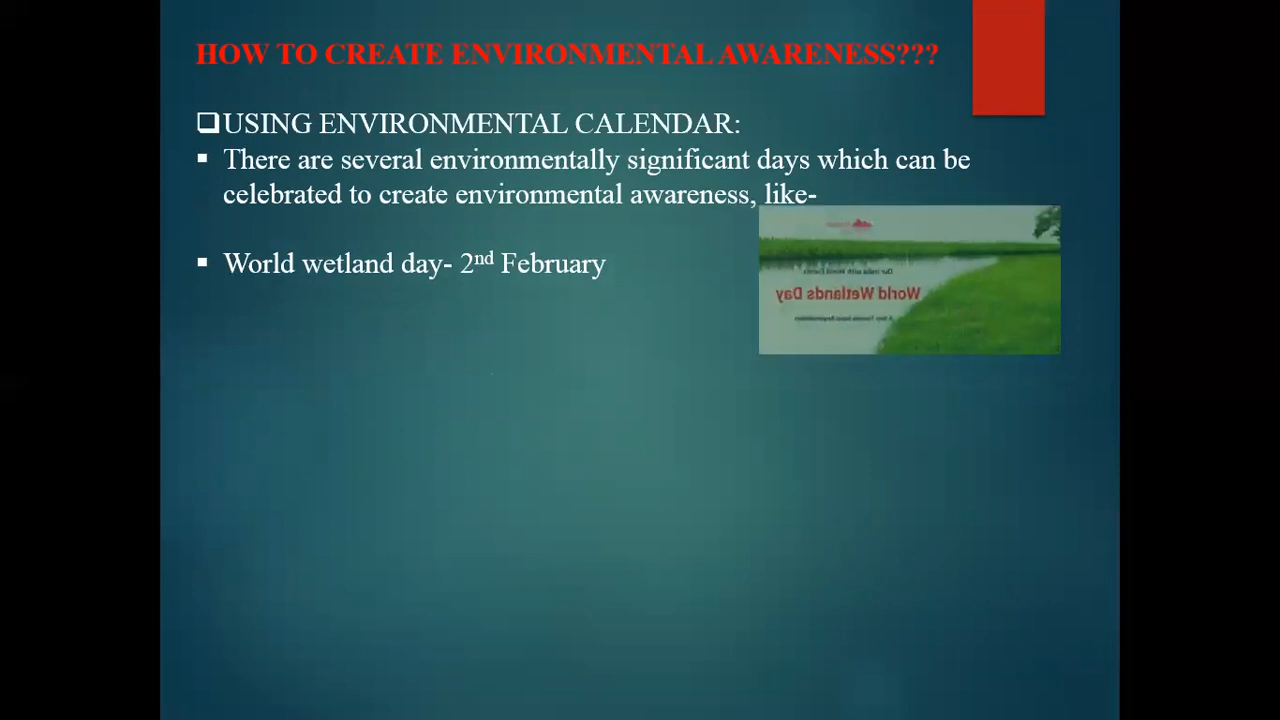 HOW TO CREATE ENVIRONMENTAL AWARENESS???
USING ENVIRONMENTAL CALENDAR:
There are several environmentally significant days which can be
celebrated to create environmental awareness, like-
World wetland day- 2nd February
World Wetlands Day